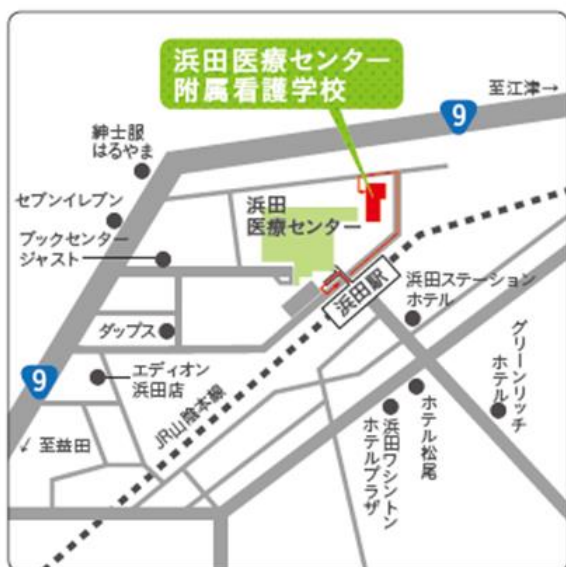 浜田医療センター
附属看護学校
至江津→
9
紳士服
はるやま
セブンイレブン
ブックセンター
ジャスト
浜田
医療センター
浜田駅
浜田ステーション
ホテル
ダップス
グリーンリッチ
ホテル
9
エディオン
浜田店
JR山陰本線
ホテル松尾
浜田ワシントン
ホテルプラザ
↙至益田